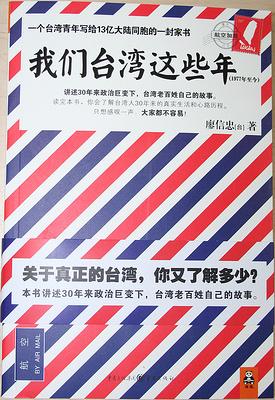 一个台湾青年写给13亿大陆同胞的一封家书
航空加急
我们台湾这些年
(1977年至今)
讲述30年来政治巨变下，台湾老百姓自己的故事。
读完本书，你会了解台湾人30年来的真实生活和心路历程。
只想感叹一声，大家都不容易！
廖信忠[台] 著
关于真正的台湾，你又了解多少？
本书讲述30年来政治巨变下，台湾老百姓自己的故事。
航空
BY AIR MAIL